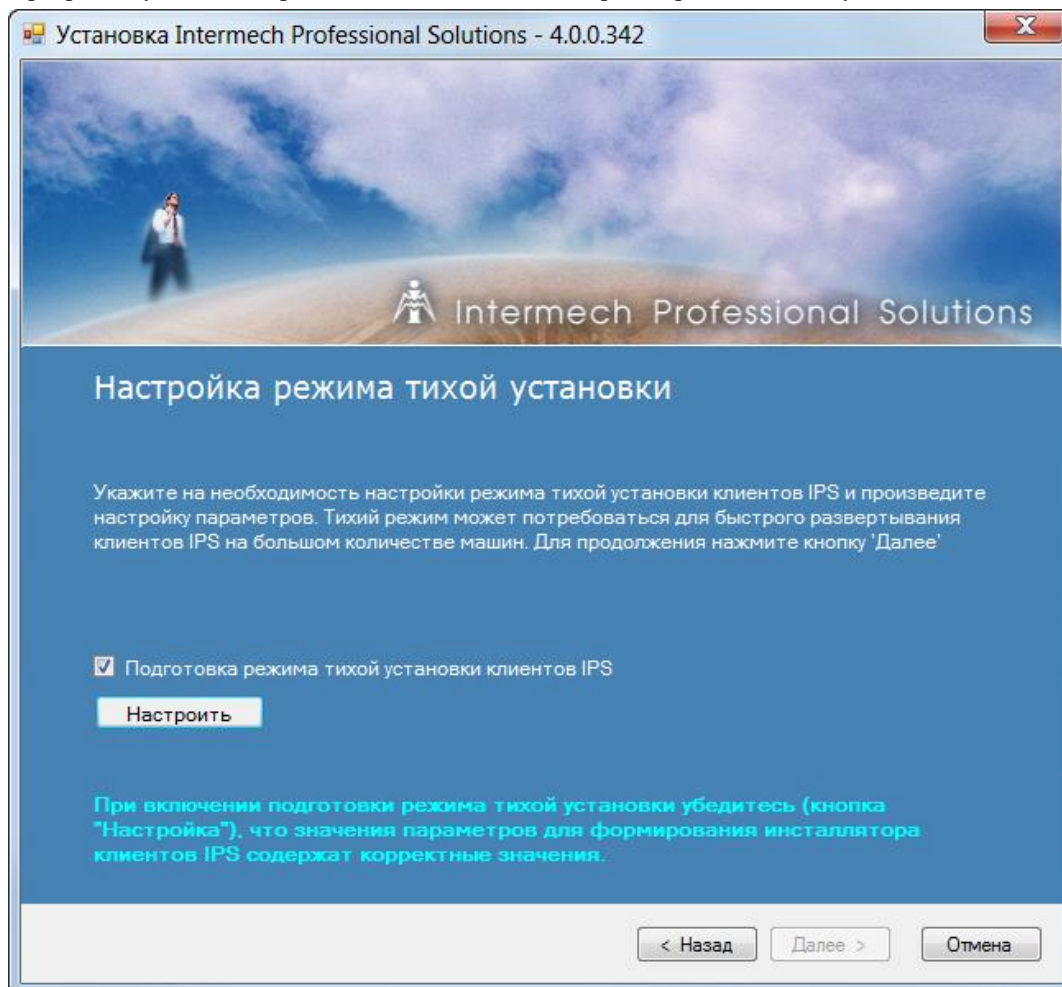 Установка Intermech Professional Solutions - 4.0.0.342
Intermech Professional Solutions
Настройка режима тихой установки
Укажите на необходимость настройки режима тихой установки клиентов IPS и произведите
настройку параметров. Тихий режим может потребоваться для быстрого развертывания
клиентов IPS на большом количестве машин. Для продолжения нажмите кнопку 'Далее'
Подготовка режима тихой установки клиентов IPS
Настроить
При включении подготовки режима тихой установки убедитесь (кнопка
"Настройка"), что значения параметров для формирования инсталлятора
клиентов IPS содержат корректные значения.
< Назад Далее > Отмена